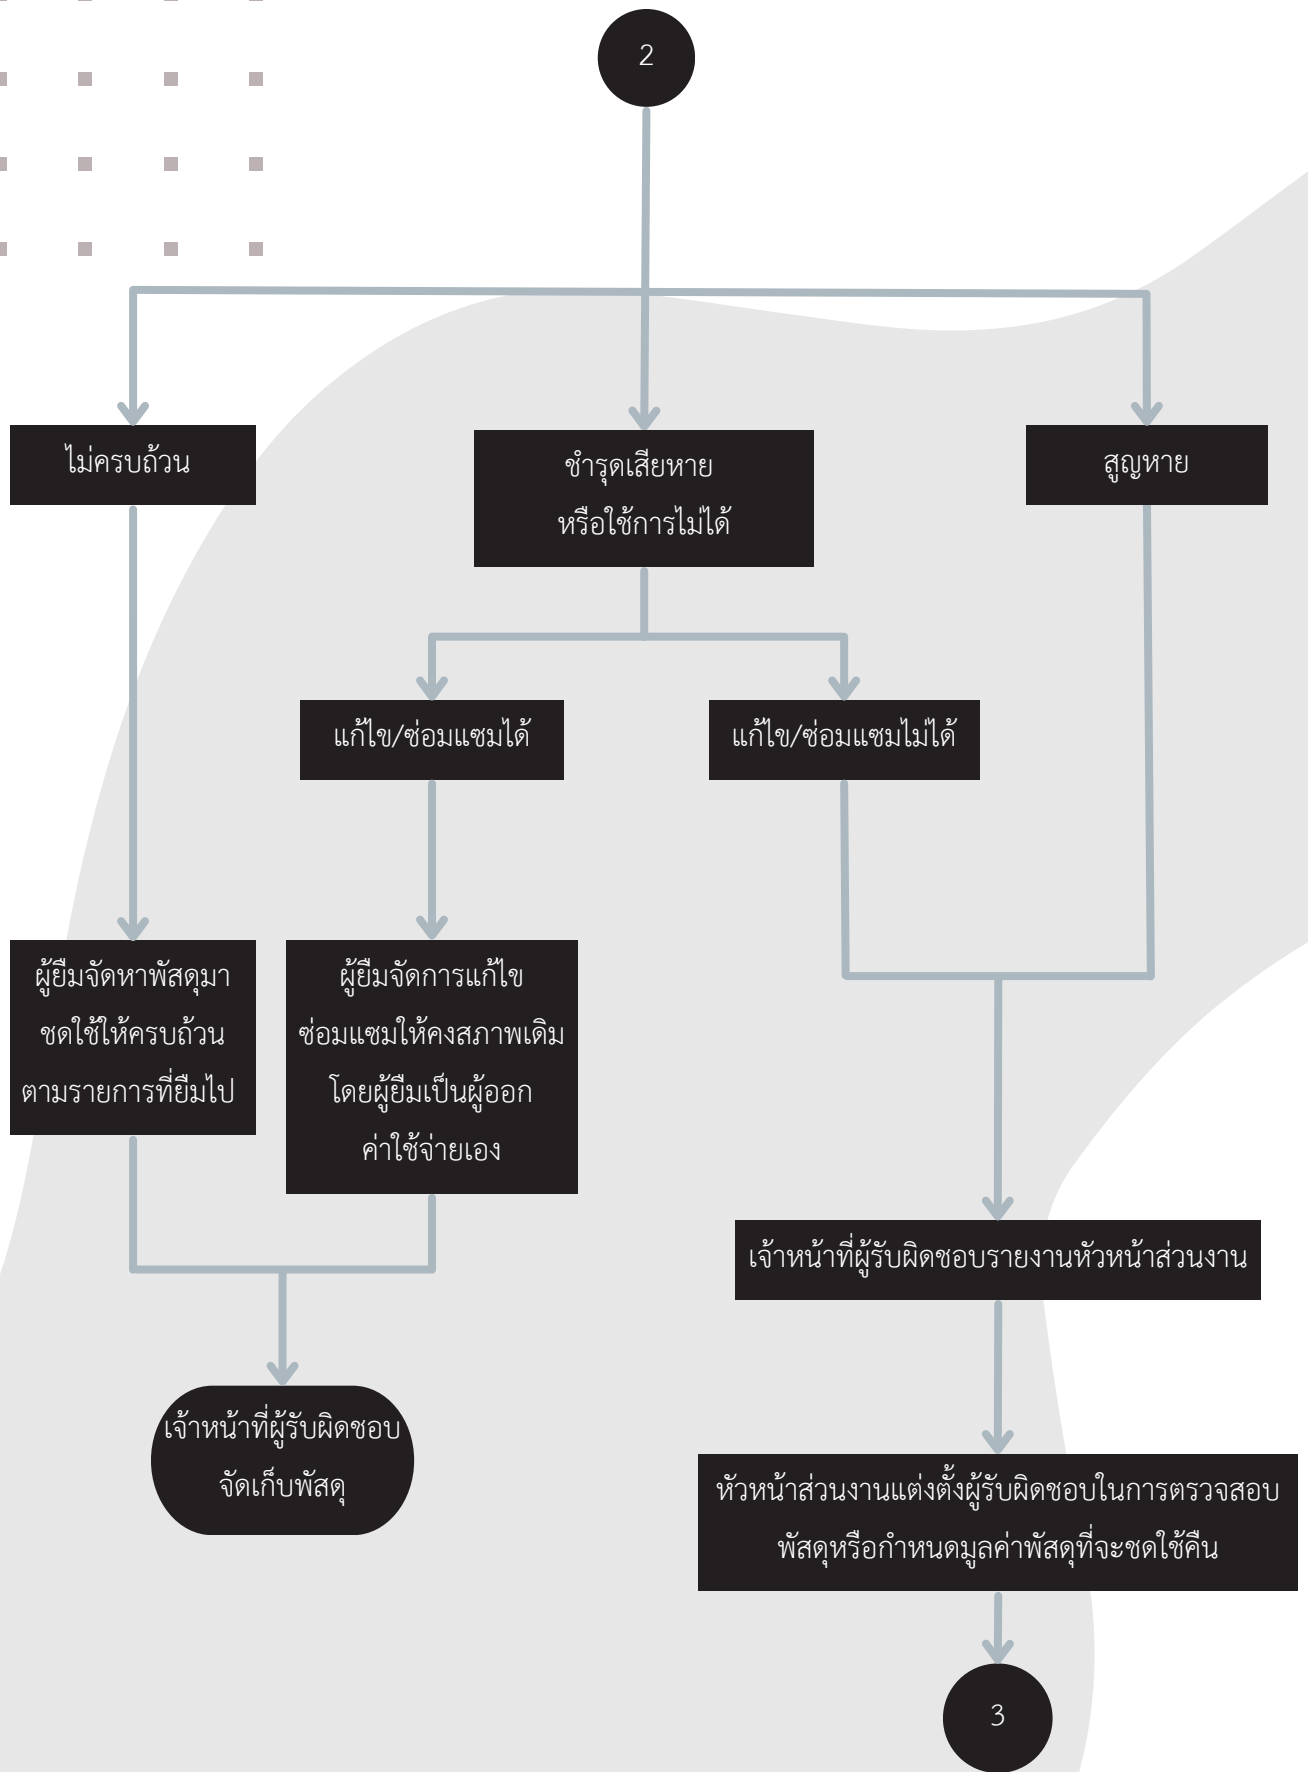 2
ไม่ครบถ้วน
ชำรุดเสียหาย
หรือใช้การไม่ได้
สูญหาย
แก้ไข/ซ่อมแซมได้
แก้ไข/ซ่อมแซมไม่ได้
ผู้ยืมจัดหาพัสดุมา
ชดใช้ให้ครบถ้วน
ตามรายการที่ยืมไป
ผู้ยืมจัดการแก้ไข
ซ่อมแซมให้คงสภาพเดิม
โดยผู้ยืมเป็นผู้ออก
ค่าใช้จ่ายเอง
เจ้าหน้าที่ผู้รับผิดชอบรายงานหัวหน้าส่วนงาน
เจ้าหน้าที่ผู้รับผิดชอบ
จัดเก็บพัสดุ
หัวหน้าส่วนงานแต่งตั้งผู้รับผิดชอบในการตรวจสอบ
พัสดุหรือกำหนดมูลค่าพัสดุที่จะชดใช้คืน
3